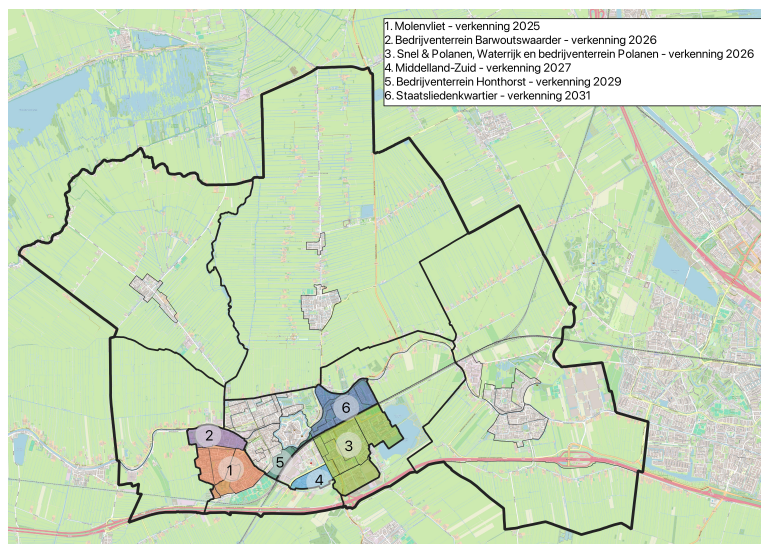 1. Molenvliet - verkenning 2025
2. Bedrijventerrein Barwoutswaarder - verkenning 2026
3. Snel & Polanen, Waterrijk en bedrijventerrein Polanen - verkenning 2026
4. Middelland-Zuid - verkenning 2027
5. Bedrijventerrein Honthorst - verkenning 2029
6. Staatsliedenkwartier - verkenning 2031
6
2
3
5
1
4